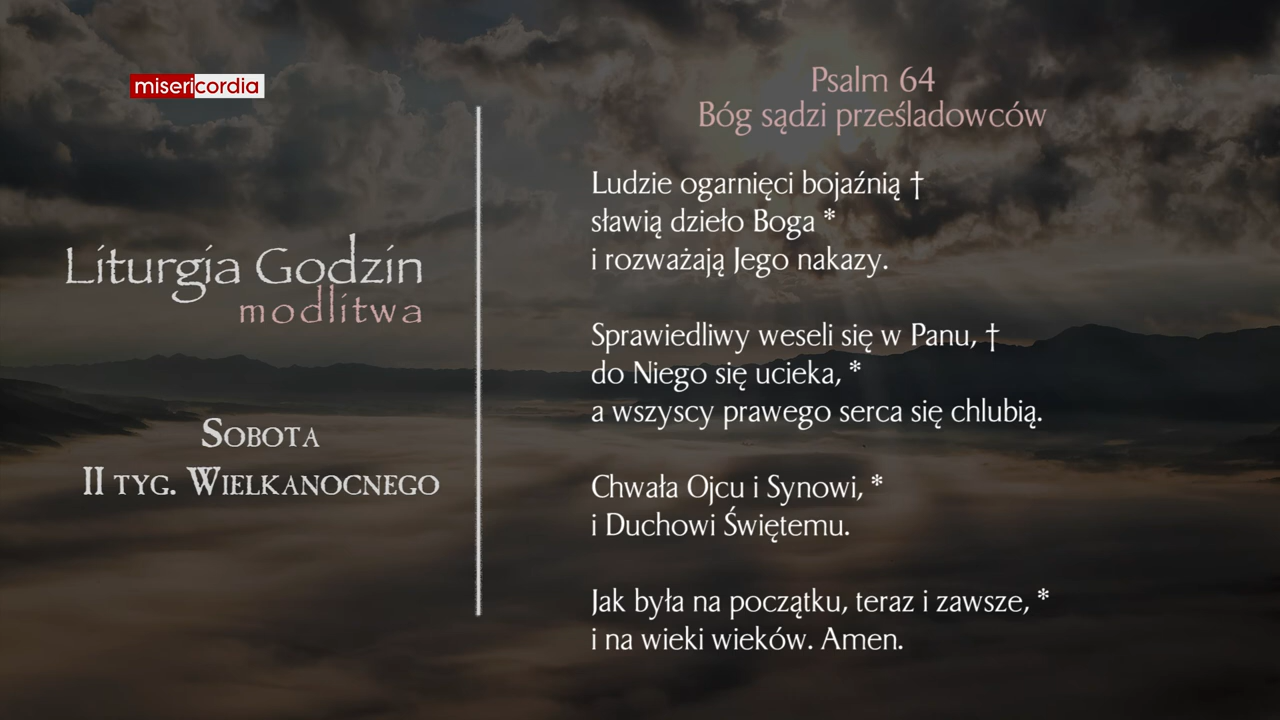 misericordia
Liturgia Godzin
modlitwa
Sobota
II tyg. Wielkanocnego
Psalm 64
Bóg sądzi prześladowców
Ludzie ogarnięci bojaźnią †
sławią dzieło Boga *
i rozważają Jego nakazy.
Sprawiedliwy weseli się w Panu, †
do Niego się ucieka, *
a wszyscy prawego serca się chlubią.
Chwała Ojcu i Synowi, *
i Duchowi Świętemu.
Jak była na początku, teraz i zawsze, *
i na wieki wieków. Amen.